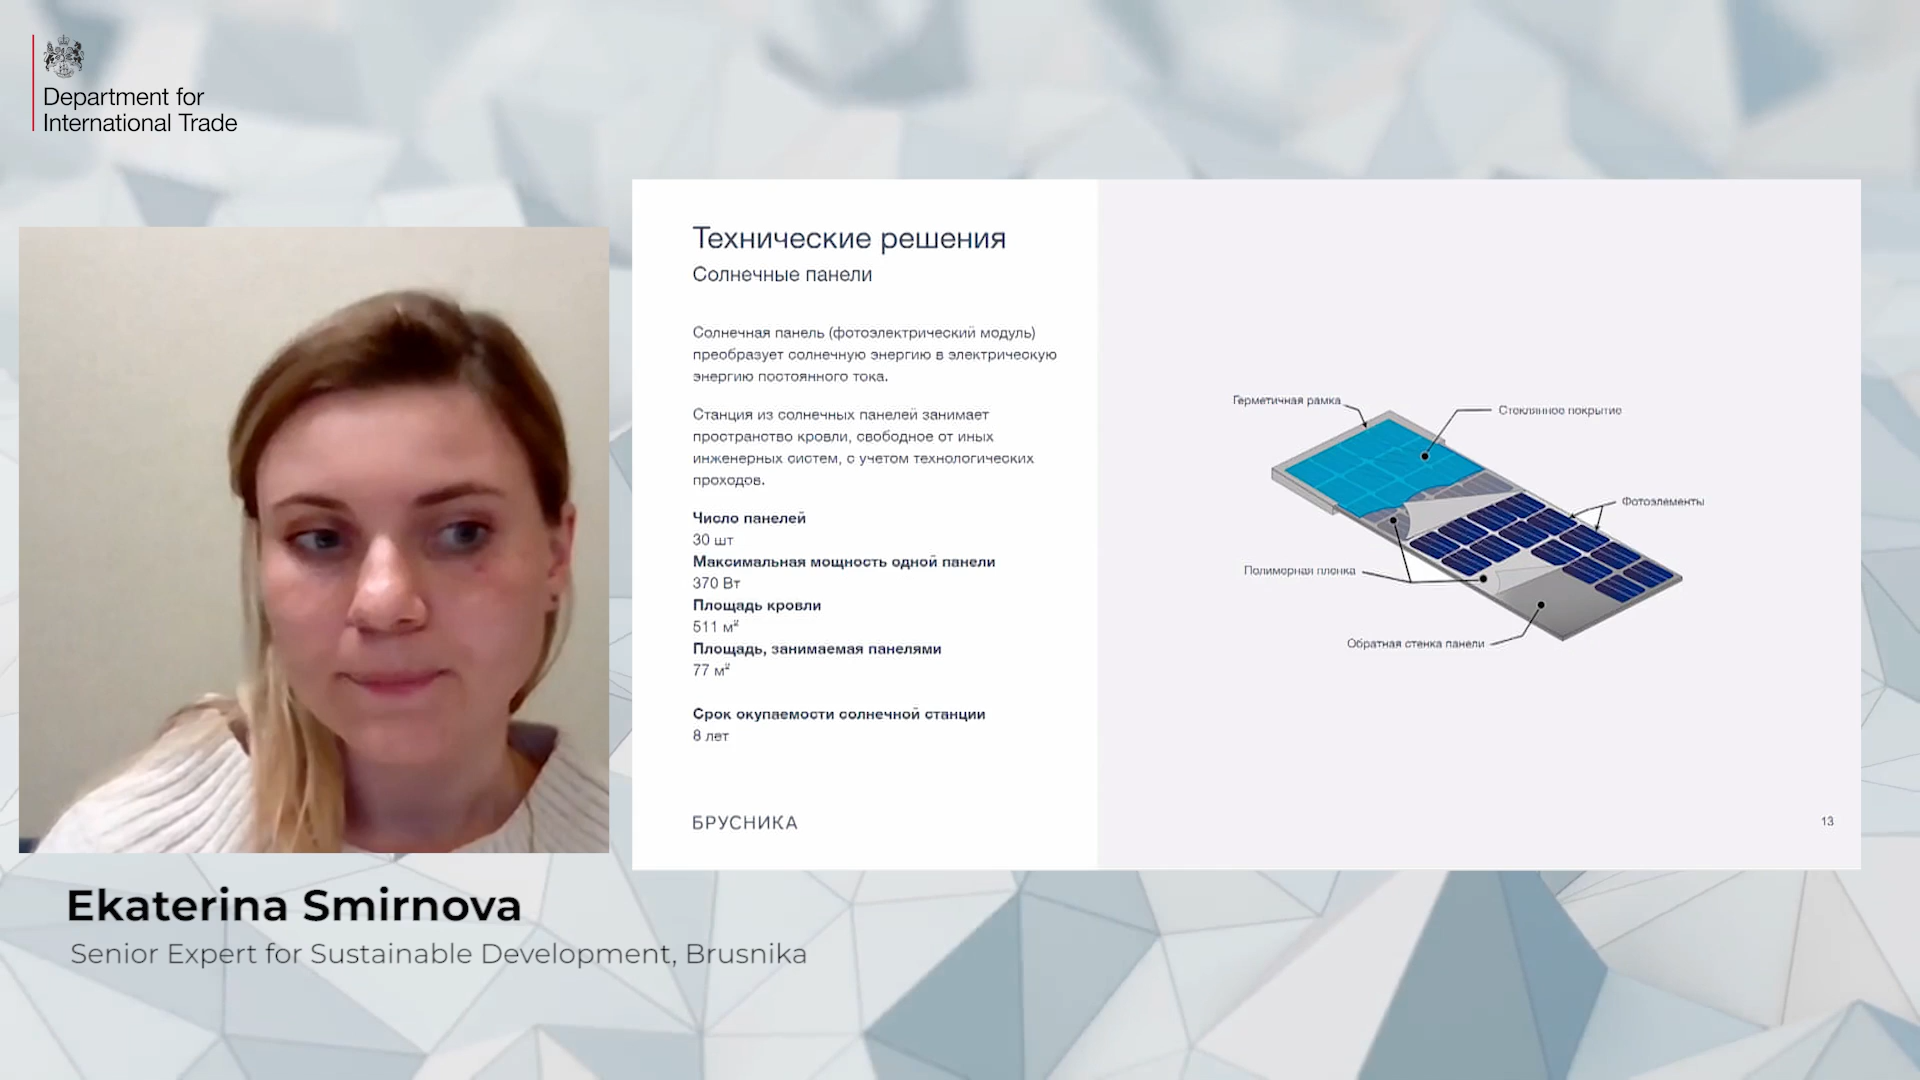 Department for
International Trade
Технические решения
Солнечные панели
Солнечная панель (фотоэлектрический модуль)
преобразует солнечную энергию в электрическую
энергию постоянного тока.
Станция из солнечных панелей занимает
пространство кровли, свободное от иных
инженерных систем, с учетом технологических
проходов.
Число панелей
30 шт
Максимальная мощность одной панели
370 Вт
Площадь кровли
511 м²
Площадь, занимаемая панелями
77 м²
Срок окупаемости солнечной станции
8 лет
БРУСНИКА
Герметичная рамка
Стеклянное покрытие
Фотоэлементы
Полимерная пленка
Обратная стенка панели
13
Ekaterina Smirnova
Senior Expert for Sustainable Development, Brusnika